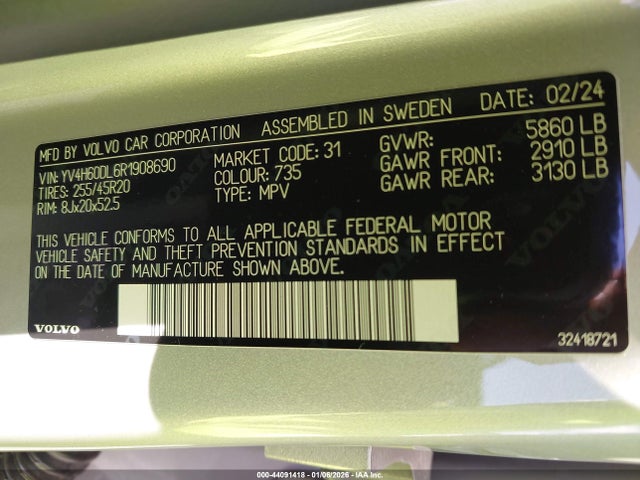 MFD BY VOLVO CAR CORPORATION ASSEMBLED IN SWEDEN DATE: 02/24
VIN: YV4H60DL6R1908690 MARKET CODE: 31 GVWR: 5860 LB
TIRES: 255/45R20 COLOUR: 735 GAWR FRONT: 2910 LB
RIM: 8Jx20x52.5 TYPE: MPV GAWR REAR: 3130 LB
THIS VEHICLE CONFORMS TO ALL APPLICABLE FEDERAL MOTOR
VEHICLE SAFETY AND THEFT PREVENTION STANDARDS IN EFFECT
ON THE DATE OF MANUFACTURE SHOWN ABOVE.
VOLVO 32418721
000-44091418 | 01/06/2026 | IAA Inc.